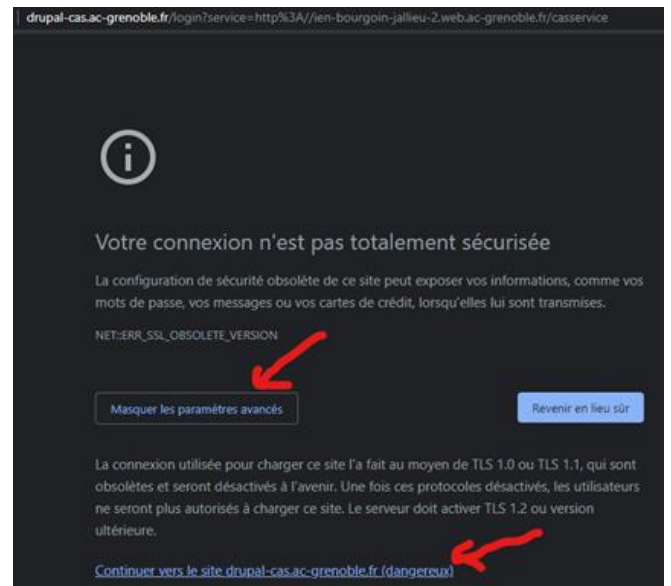 drupal-cas.ac-grenoble.fr/login?service=http%3A//ien-bourgoin-jallieu-2.web.ac-grenoble.fr/casservice
Votre connexion n'est pas totalement sécurisée
La configuration de sécurité obsolète de ce site peut exposer vos informations, comme vos
mots de passe, vos messages ou vos cartes de crédit, lorsqu'elles lui sont transmises.
NET::ERR_SSL_OBSOLETE_VERSION
Masquer les paramètres avancés
Revenir en lieu sûr
La connexion utilisée pour charger ce site l'a fait au moyen de TLS 1.0 ou TLS 1.1, qui sont
obsolètes et seront désactivés à l'avenir. Une fois ces protocoles désactivés, les utilisateurs
ne seront plus autorisés à charger ce site. Le serveur doit activer TLS 1.2 ou version
ultérieure.
Continuer vers le site drupal-cas.ac-grenoble.fr (dangereux)